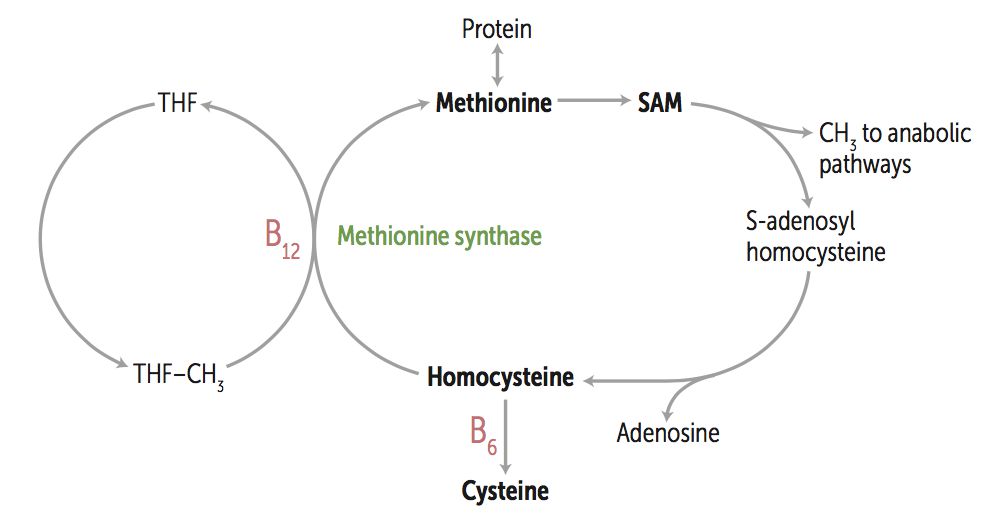 Protein
THF
Methionine
SAM
CH₃ to anabolic
pathways
B₁₂
Methionine synthase
S-adenosyl
homocysteine
THF–CH₃
Homocysteine
B₆
Adenosine
Cysteine